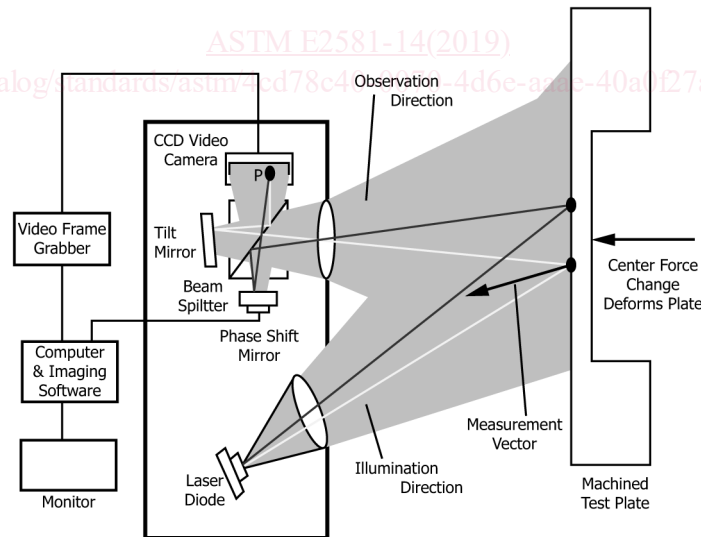 ASTM E2581-14(2019)
Observation
Direction
CCD Video
Camera
P
Video Frame
Grabber
Tilt
Mirror
Beam
Spiltter
Phase Shift
Mirror
Center Force
Change
Deforms Plate
Computer
& Imaging
Software
Measurement
Vector
Laser
Diode
Illumination
Direction
Monitor
Machined
Test Plate